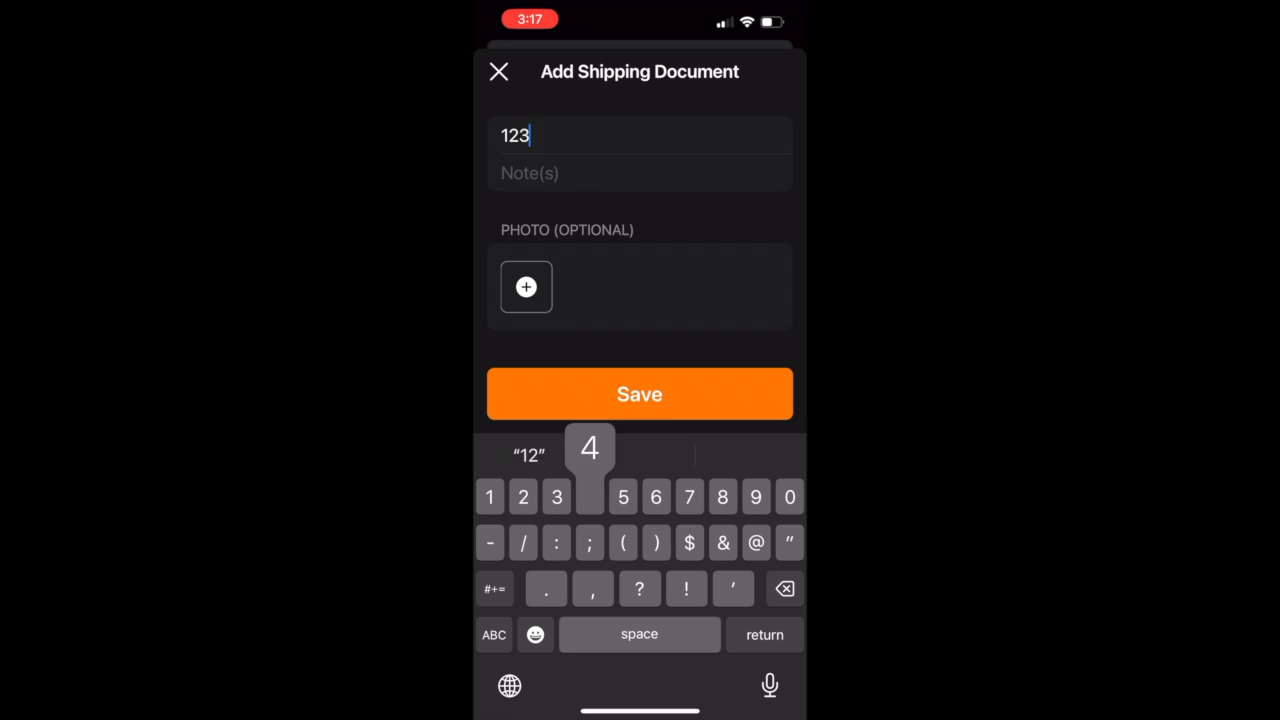 3:17
Add Shipping Document
123
Note(s)
PHOTO (OPTIONAL)
Save
“12”
4
1 2 3 5 6 7 8 9 0
- / : ; ( ) $ & @ "
#+= . , ? ! ’
ABC space return